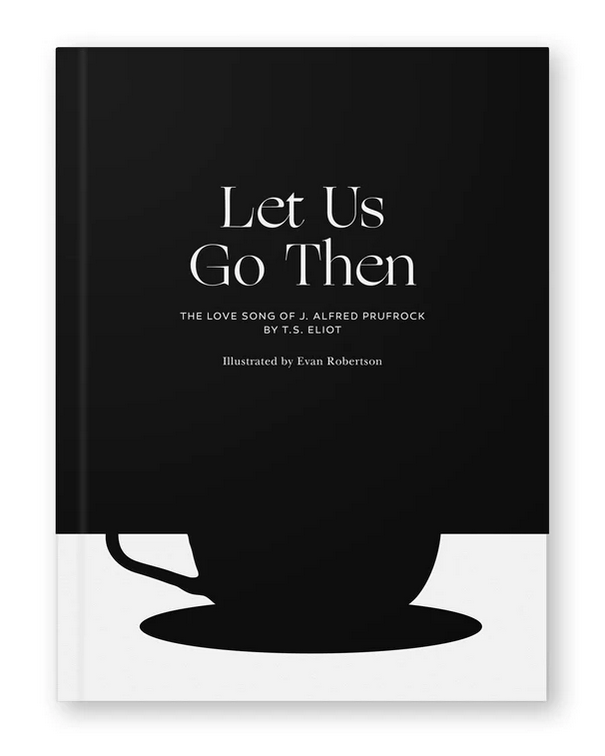 Let Us
Go Then
THE LOVE SONG OF J. ALFRED PRUFROCK
BY T.S. ELIOT
Illustrated by Evan Robertson